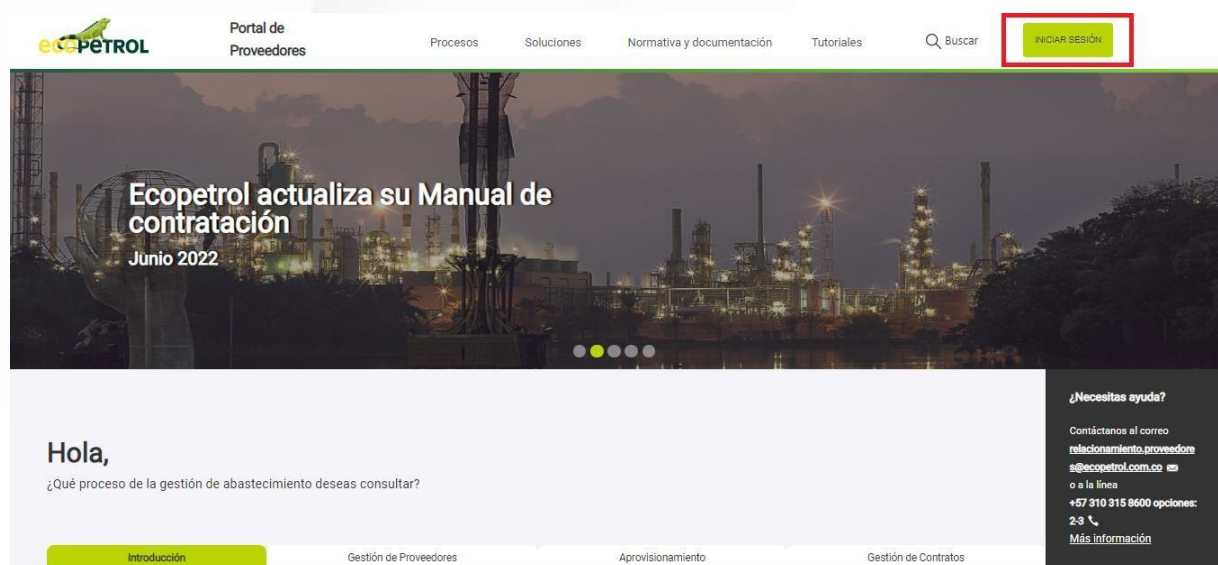 ecoPETROL
Portal de
Proveedores
Procesos
Soluciones
Normativa y documentación
Tutoriales
Buscar
INICIAR SESIÓN
Ecopetrol actualiza su Manual de
contratación
Junio 2022
Hola,
¿Qué proceso de la gestión de abastecimiento deseas consultar?
Introducción
Gestión de Proveedores
Aprovisionamiento
Gestión de Contratos
¿Necesitas ayuda?
Contáctanos al correo
relacionamiento.proveedore
s@ecopetrol.com.co
o a la línea
+57 310 315 8600 opciones:
2-3
Más información